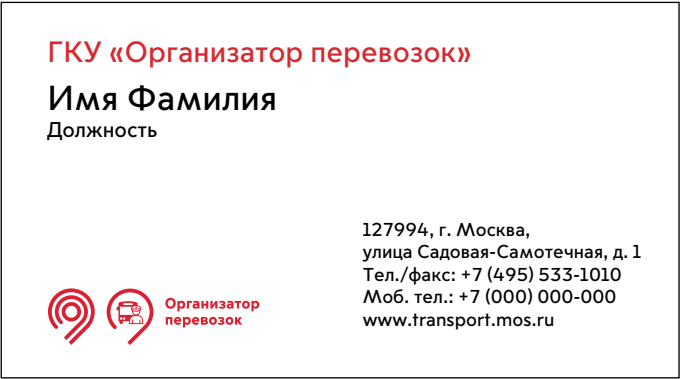 ГКУ «Организатор перевозок»
Имя Фамилия
Должность
127994, г. Москва,
улица Садовая-Самотечная, д. 1
Тел./факс: +7 (495) 533-1010
Моб. тел.: +7 (000) 000-000
www.transport.mos.ru
Организатор
перевозок